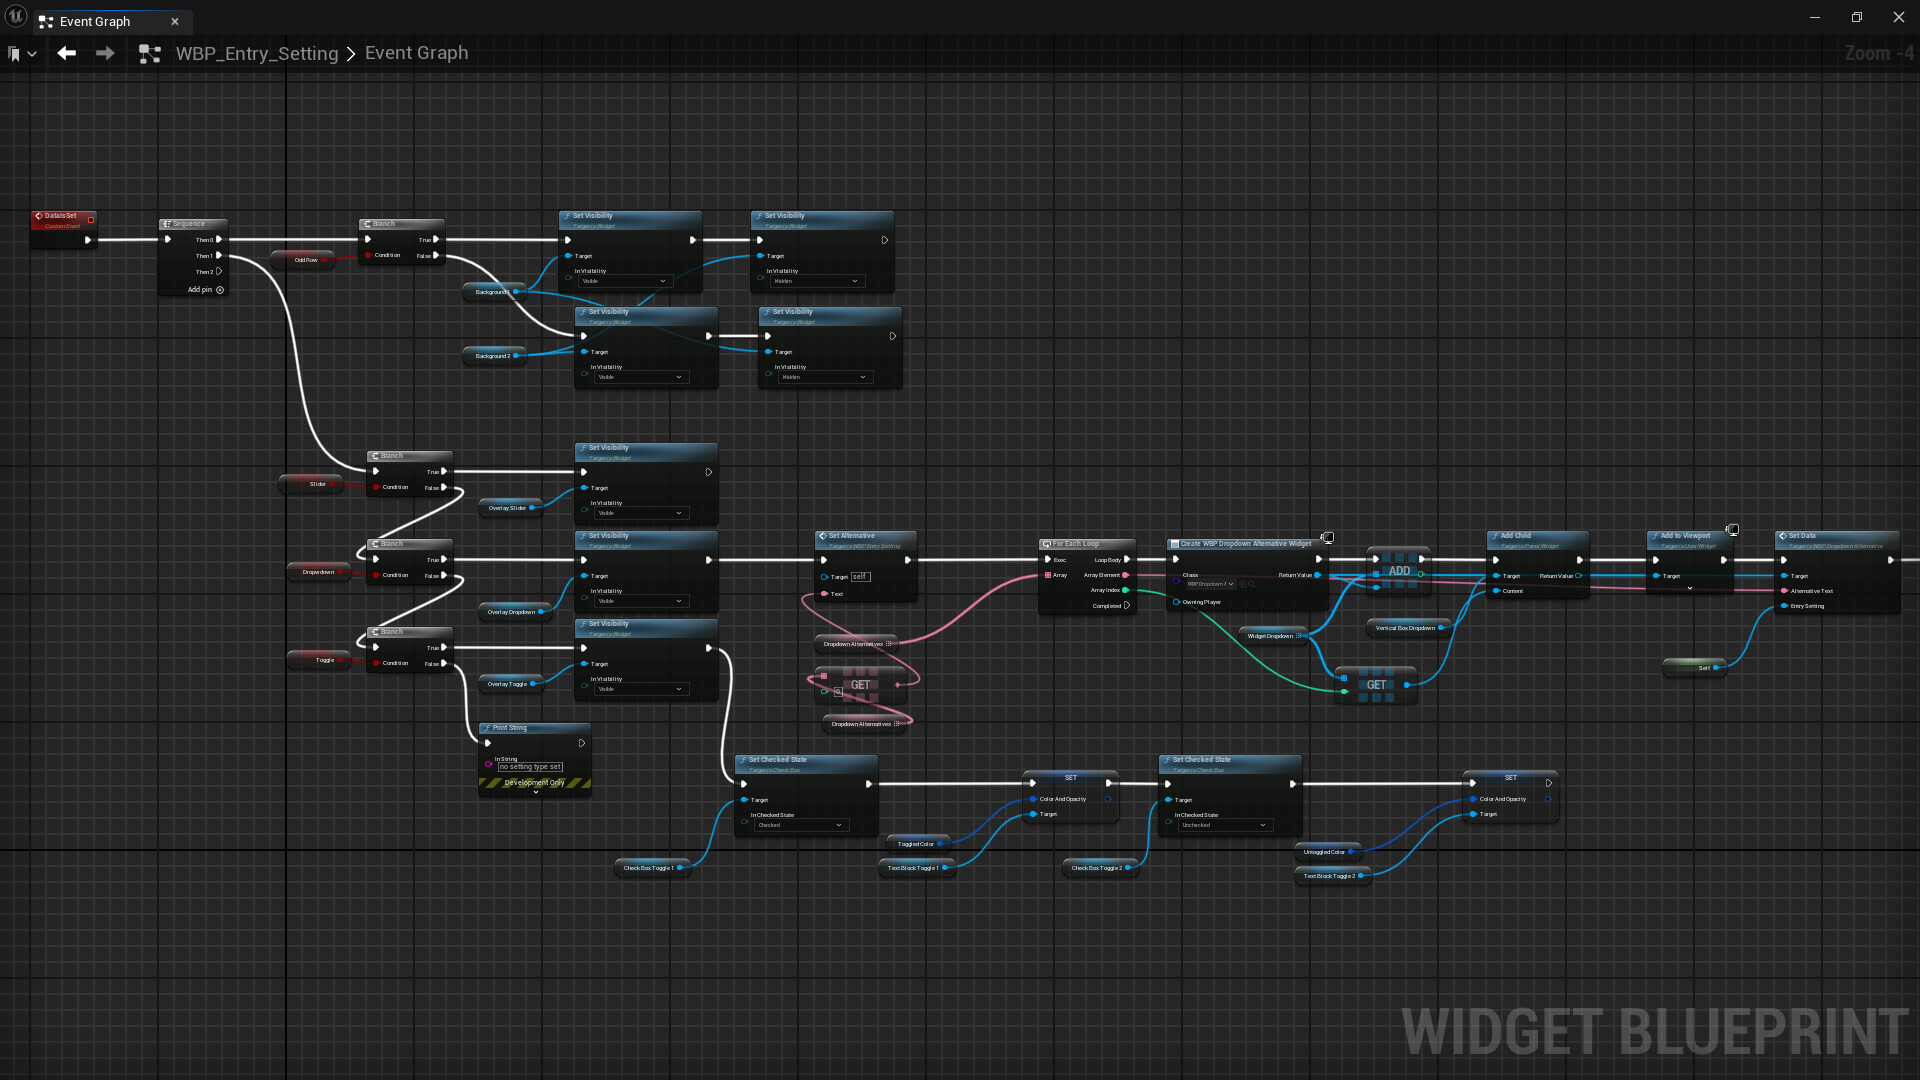 Event Graph
WBP_Entry_Setting > Event Graph
Zoom -4
DataIsSet
Custom Event
Sequence
Then 0
Then 1
Then 2
Add pin
Odd Row
Branch
True
Condition
False
Set Visibility
Target is Widget
Target
In Visibility
Visible
Set Visibility
Target is Widget
Target
In Visibility
Hidden
Background 1
Set Visibility
Target is Widget
Target
In Visibility
Visible
Set Visibility
Target is Widget
Target
In Visibility
Hidden
Background 2
Branch
True
Condition
False
Slider
Set Visibility
Target is Widget
Target
In Visibility
Visible
Overlay Slider
Branch
True
Condition
False
Dropwdown
Set Visibility
Target is Widget
Target
In Visibility
Visible
Overlay Dropdown
Set Alternative
Target is WBP Entry Setting
Target self
Text
Dropdown Alternatives
GET
0
Dropdown Alternatives
For Each Loop
Exec
Loop Body
Array
Array Element
Array Index
Completed
Create WBP Dropdown Alternative Widget
Class
WBP Dropdown A
Return Value
Owning Player
Widget Dropdown
ADD
Vertical Box Dropdown
GET
Add Child
Target is Panel Widget
Target
Return Value
Content
Add to Viewport
Target is User Widget
Target
Set Data
Target is WBP Dropdown Alternative
Target
Alternative Text
Entry Setting
Self
Branch
True
Condition
False
Toggle
Set Visibility
Target is Widget
Target
In Visibility
Visible
Overlay Toggle
Print String
In String
no setting type set
Development Only
Set Checked State
Target is Check Box
Target
In Checked State
Checked
Check Box Toggle 1
SET
Color And Opacity
Target
Toggled Color
Text Block Toggle 1
Set Checked State
Target is Check Box
Target
In Checked State
Unchecked
Check Box Toggle 2
SET
Color And Opacity
Target
Untoggled Color
Text Block Toggle 2
WIDGET BLUEPRINT